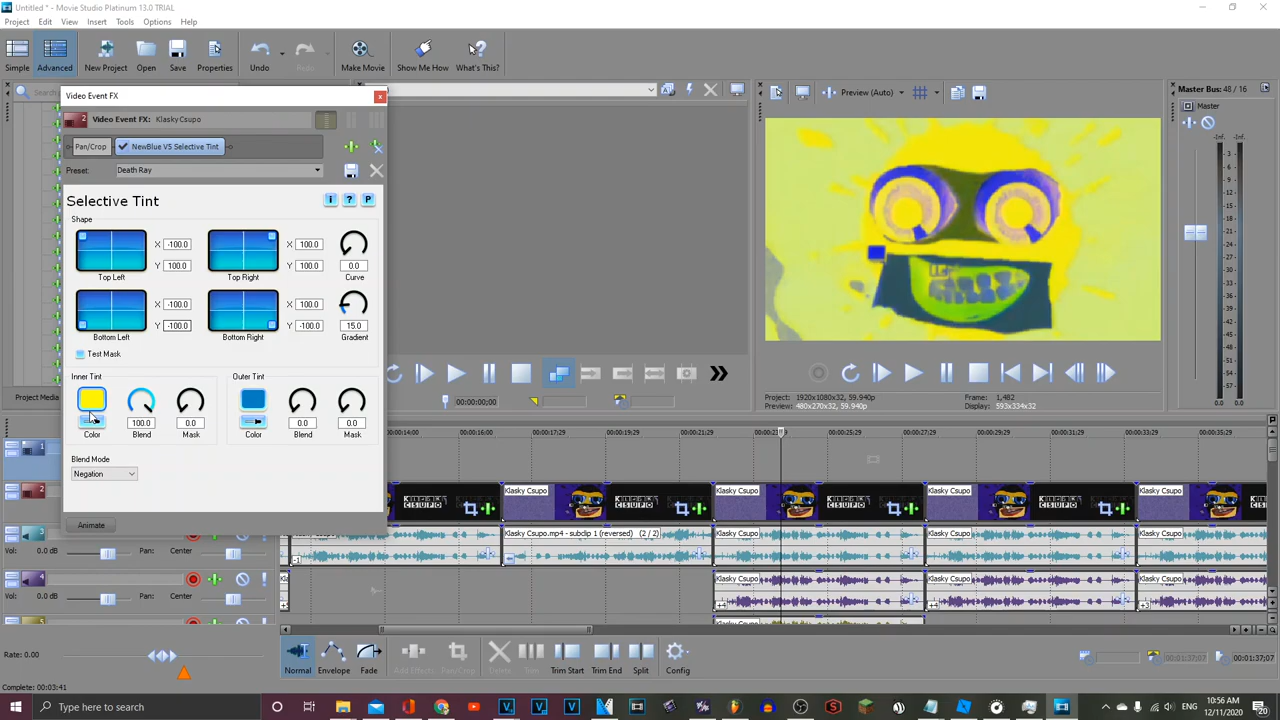 Untitled * - Movie Studio Platinum 13.0 TRIAL
Project Edit View Insert Tools Options Help
Simple Advanced New Project Open Save Properties Undo Redo Make Movie Show Me How What's This?
Video Event FX
Preview (Auto)
Master Bus: 48 / 16
Master
Video Event FX: Klasky Csupo
Pan/Crop NewBlue V5 Selective Tint
Preset: Death Ray
Selective Tint
Shape
X -100.0
Y 100.0
Top Left
X 100.0
Y 100.0
Top Right
0.0
Curve
X -100.0
Y -100.0
Bottom Left
X 100.0
Y -100.0
Bottom Right
15.0
Gradient
Test Mask
Inner Tint
Color
100.0
Blend
0.0
Mask
Outer Tint
Color
0.0
Blend
0.0
Mask
Blend Mode
Negation
Animate
Project Media
00:00:00;00
Project: 1920x1080x32, 59.940p
Preview: 480x270x32, 59.940p
Frame: 1,482
Display: 593x334x32
00:00:14;00 00:00:16;00 00:00:17;29 00:00:19;29 00:00:21;29 00:00:25;29 00:00:27;29 00:00:29;29 00:00:31;29 00:00:33;29 00:00:35;29
Klasky Csupo Klasky Csupo Klasky Csupo Klasky Csupo
Klasky Csupo.mp4 - subclip 1 (reversed) (2 / 2) Klasky Csupo Klasky Csupo Klasky Csupo
Klasky Csupo Klasky Csupo Klasky Csupo
Vol: 0.0 dB Pan: Center
Vol: 0.0 dB Pan: Center
Rate: 0.00
Normal Envelope Fade Add Effects Pan/Crop Delete Trim Trim Start Trim End Split Config
00:01:37;07 00:01:37;07
Complete: 00:03:41
Type here to search
10:56 AM
12/11/2020